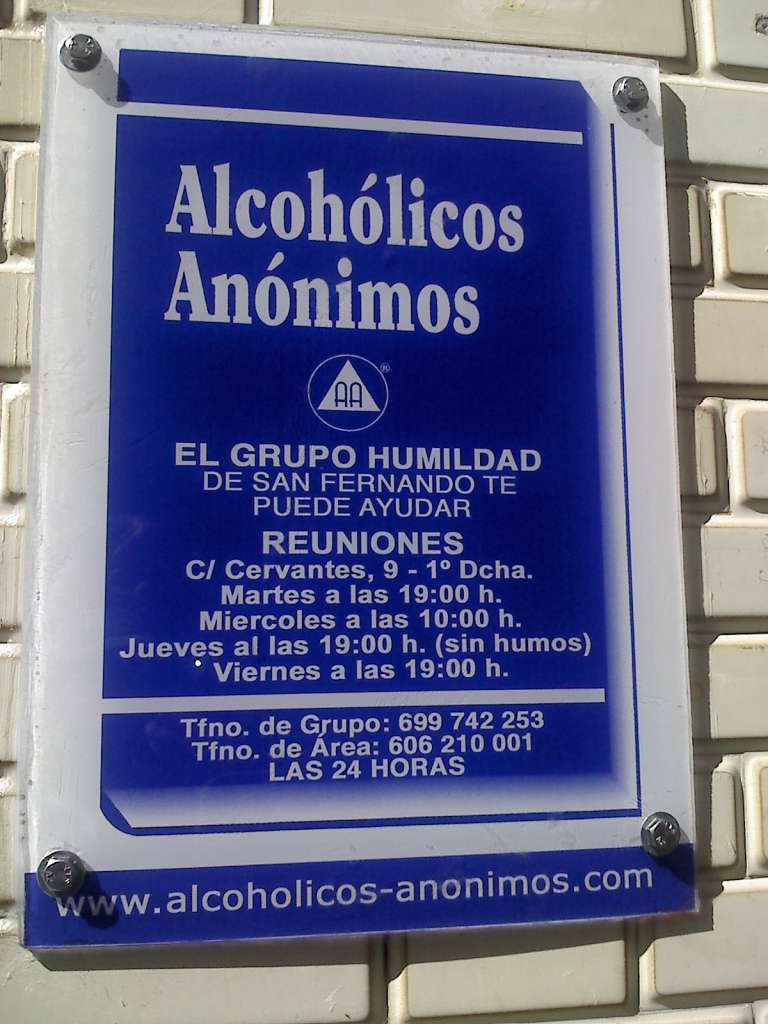 Alcohólicos
Anónimos
AA ®
EL GRUPO HUMILDAD
DE SAN FERNANDO TE
PUEDE AYUDAR
REUNIONES
C/ Cervantes, 9 - 1º Dcha.
Martes a las 19:00 h.
Miercoles a las 10:00 h.
Jueves al las 19:00 h. (sin humos)
Viernes a las 19:00 h.
Tfno. de Grupo: 699 742 253
Tfno. de Área: 606 210 001
LAS 24 HORAS
www.alcoholicos-anonimos.com